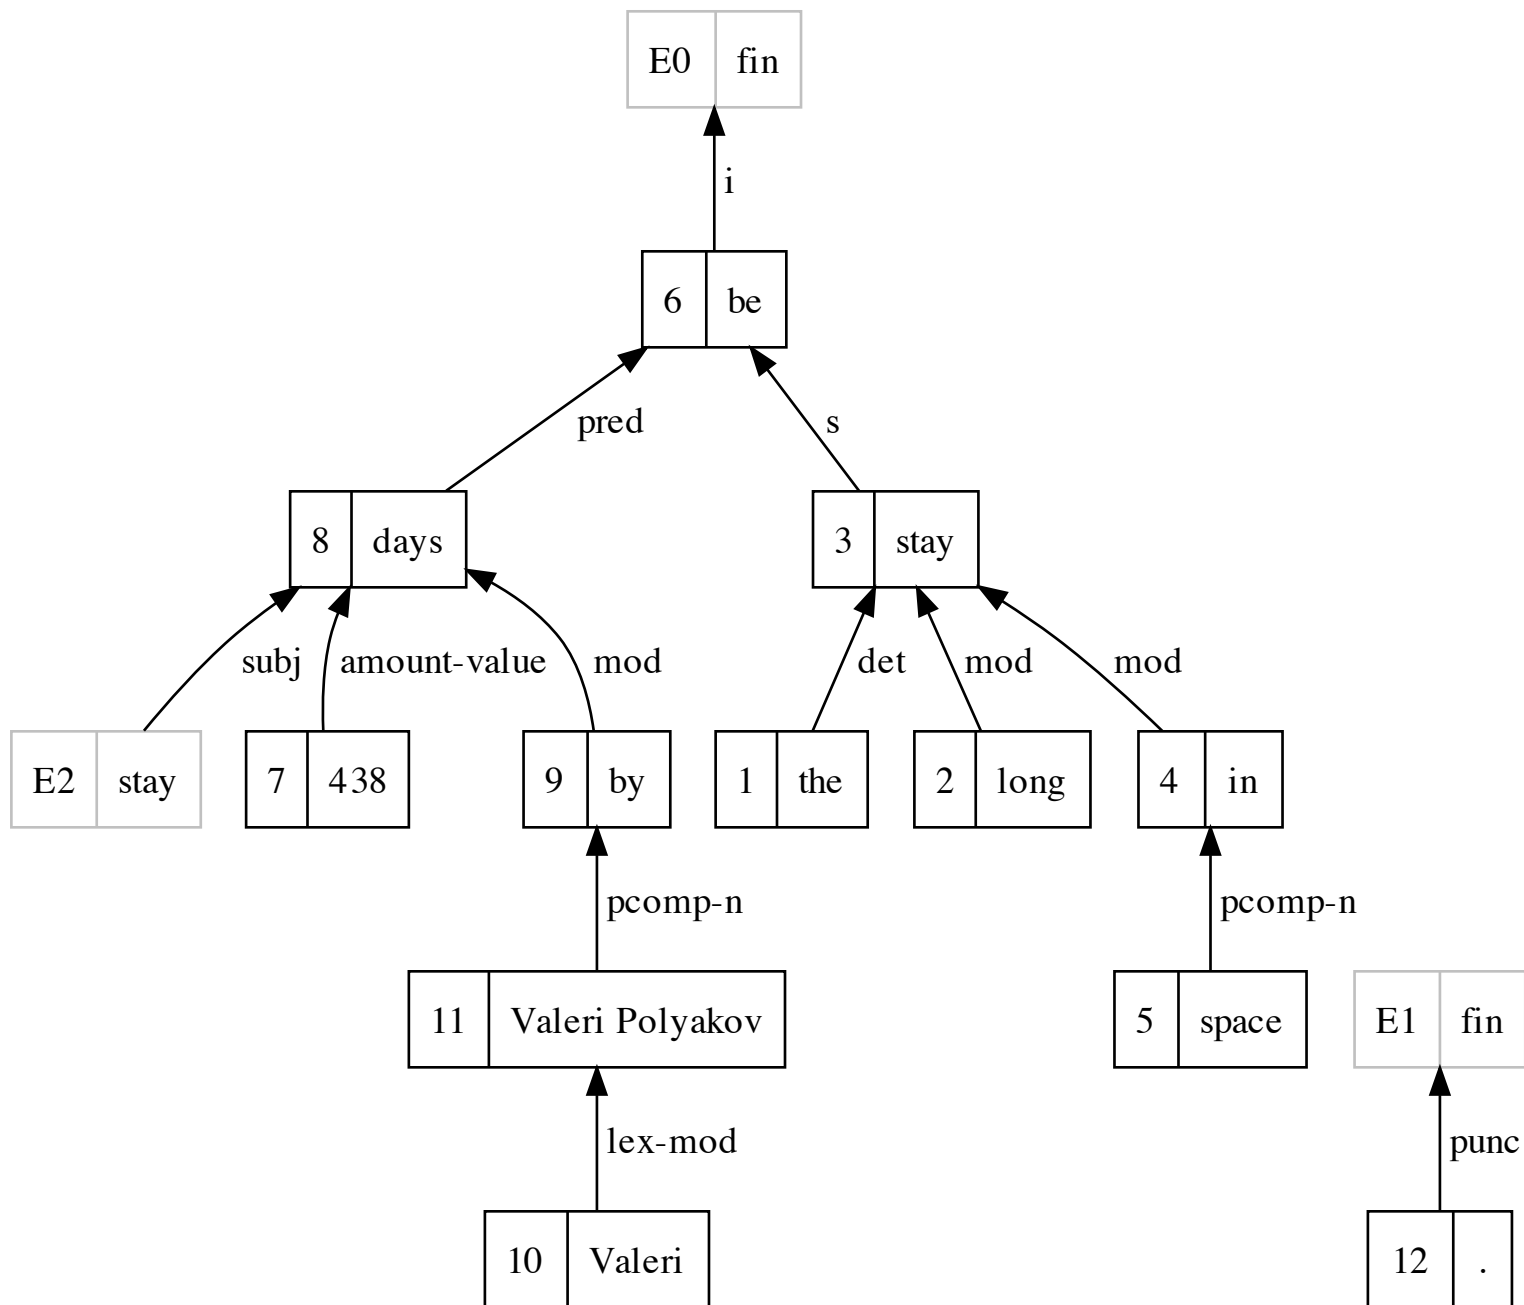 E0 fin
i
6 be
pred s
8 days 3 stay
subj amount-value mod det mod mod
E2 stay 7 438 9 by 1 the 2 long 4 in
pcomp-n pcomp-n
11 Valeri Polyakov 5 space E1 fin
lex-mod punc
10 Valeri 12 .